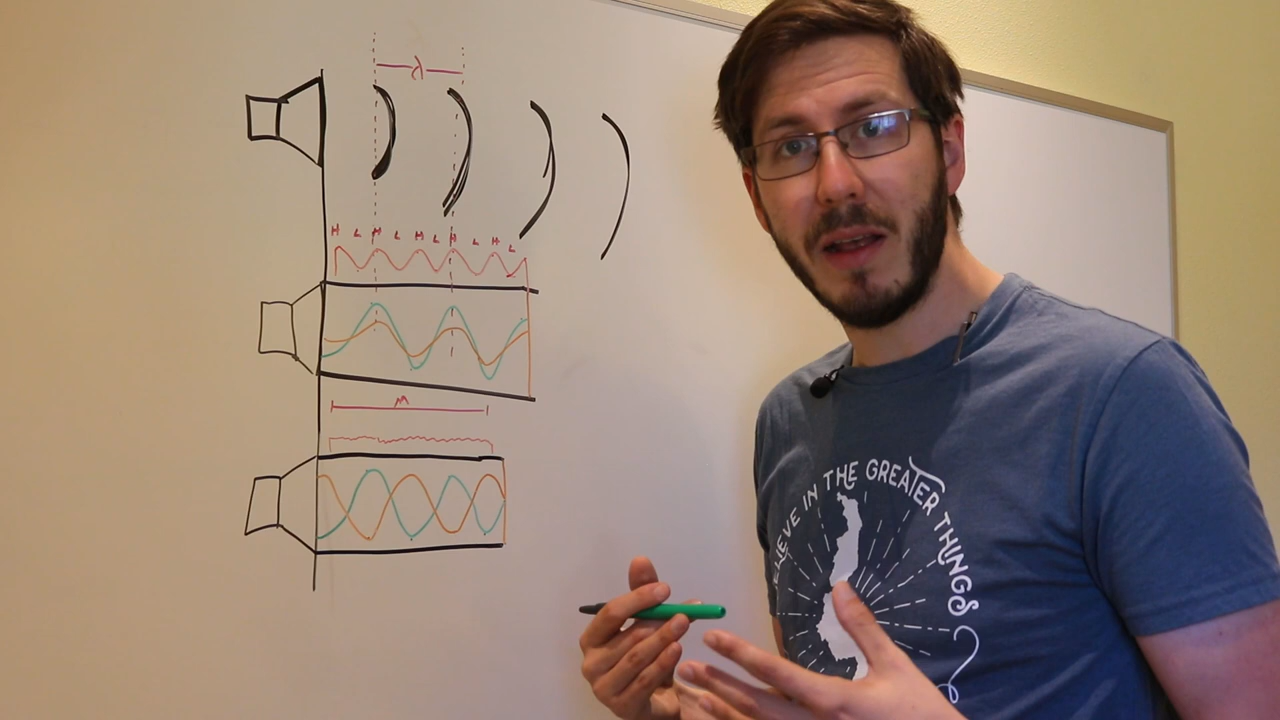 λ
H L H L H L H L H L
M
BELIEVE IN THE GREATER THINGS